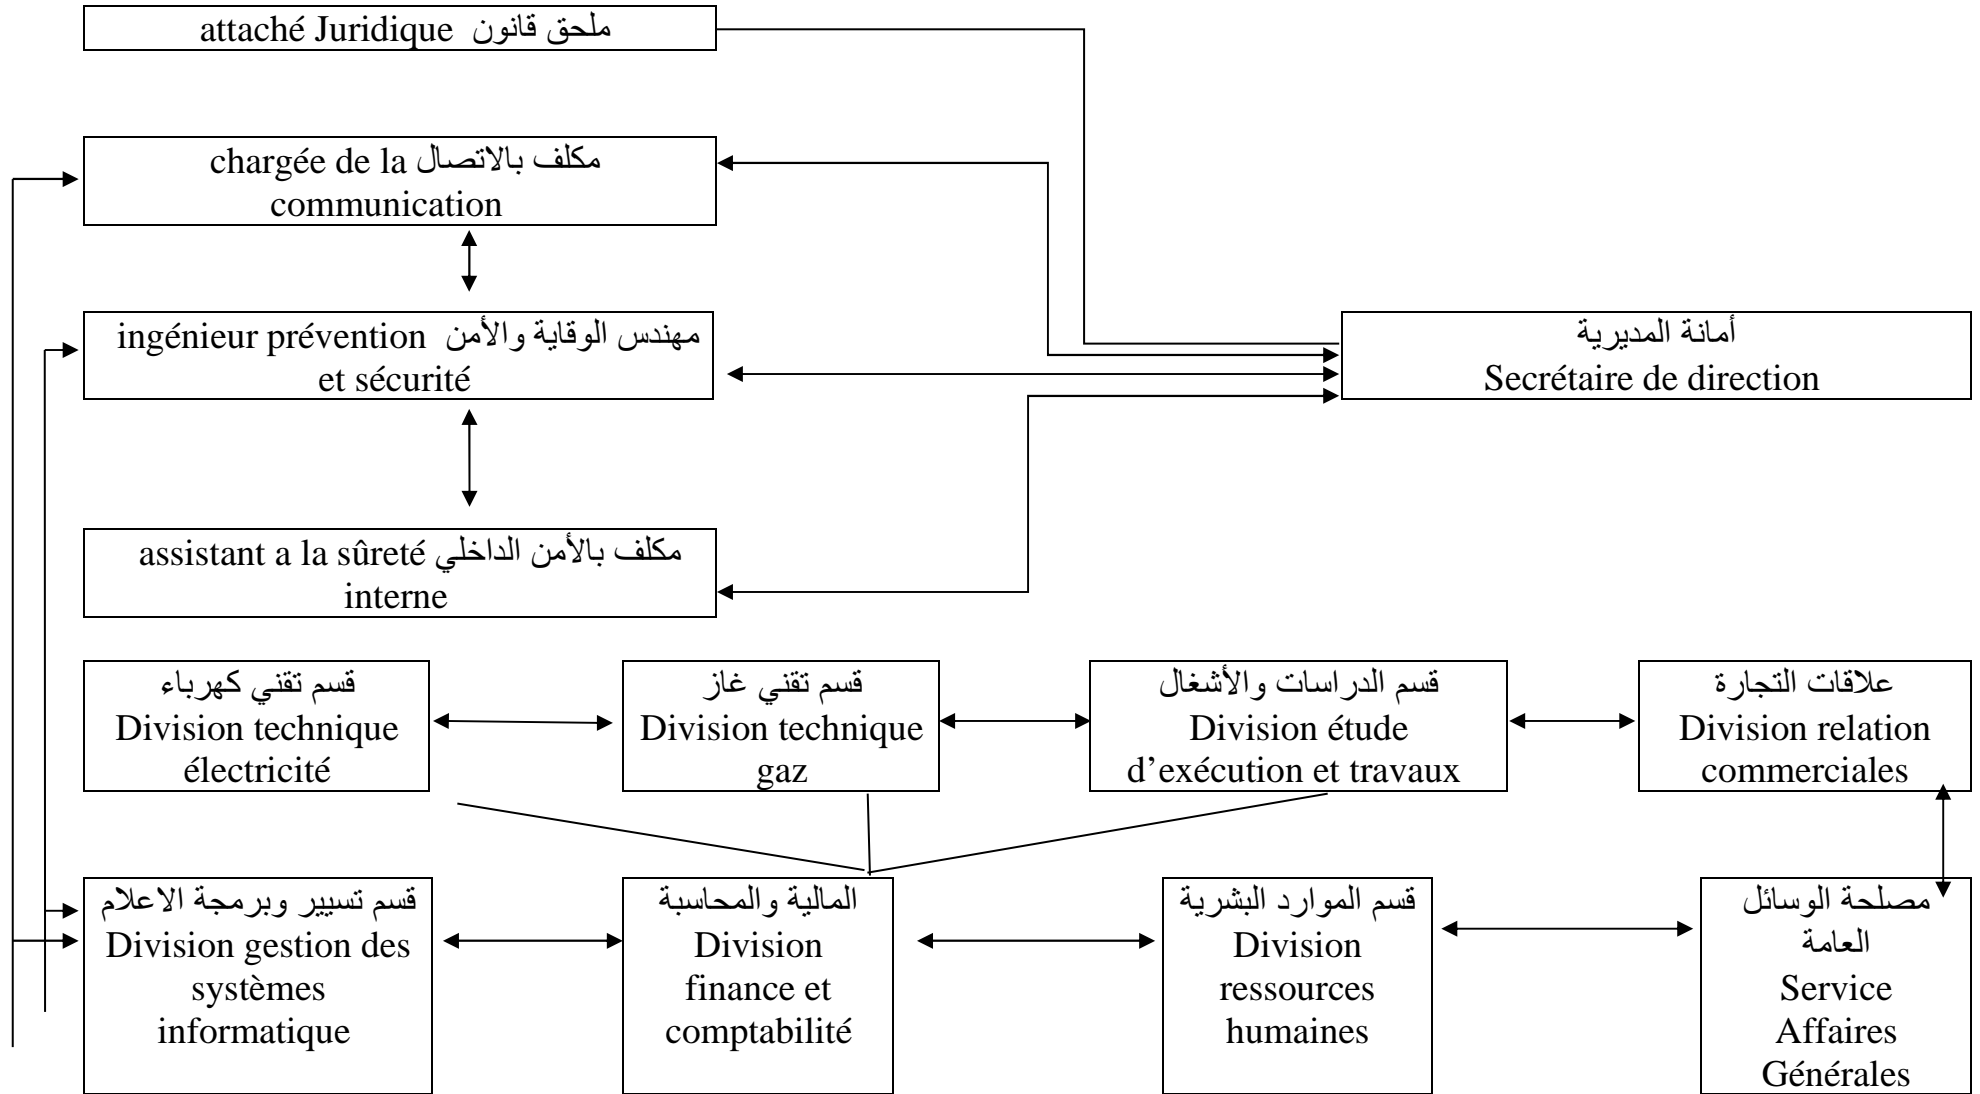 attaché Juridique ملحق قانون
chargée de la مكلف بالاتصال
communication
ingénieur prévention مهندس الوقاية والأمن
et sécurité
أمانة المديرية
Secrétaire de direction
assistant a la sûreté مكلف بالأمن الداخلي
interne
قسم تقني كهرباء
Division technique
électricité
قسم تقني غاز
Division technique
gaz
قسم الدراسات والأشغال
Division étude
d’exécution et travaux
علاقات التجارة
Division relation
commerciales
قسم تسيير وبرمجة الاعلام
Division gestion des
systèmes
informatique
المالية والمحاسبة
Division
finance et
comptabilité
قسم الموارد البشرية
Division
ressources
humaines
مصلحة الوسائل
العامة
Service
Affaires
Générales